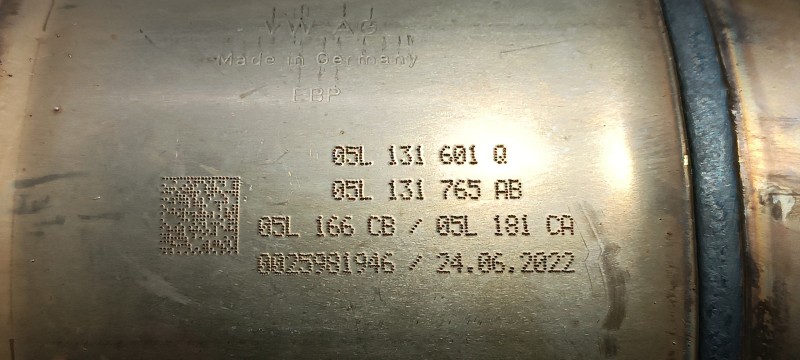 VW AG
Made in Germany
EBP
05L 131 601 Q
05L 131 765 AB
05L 166 CB / 05L 181 CA
0025981946 / 24.06.2022